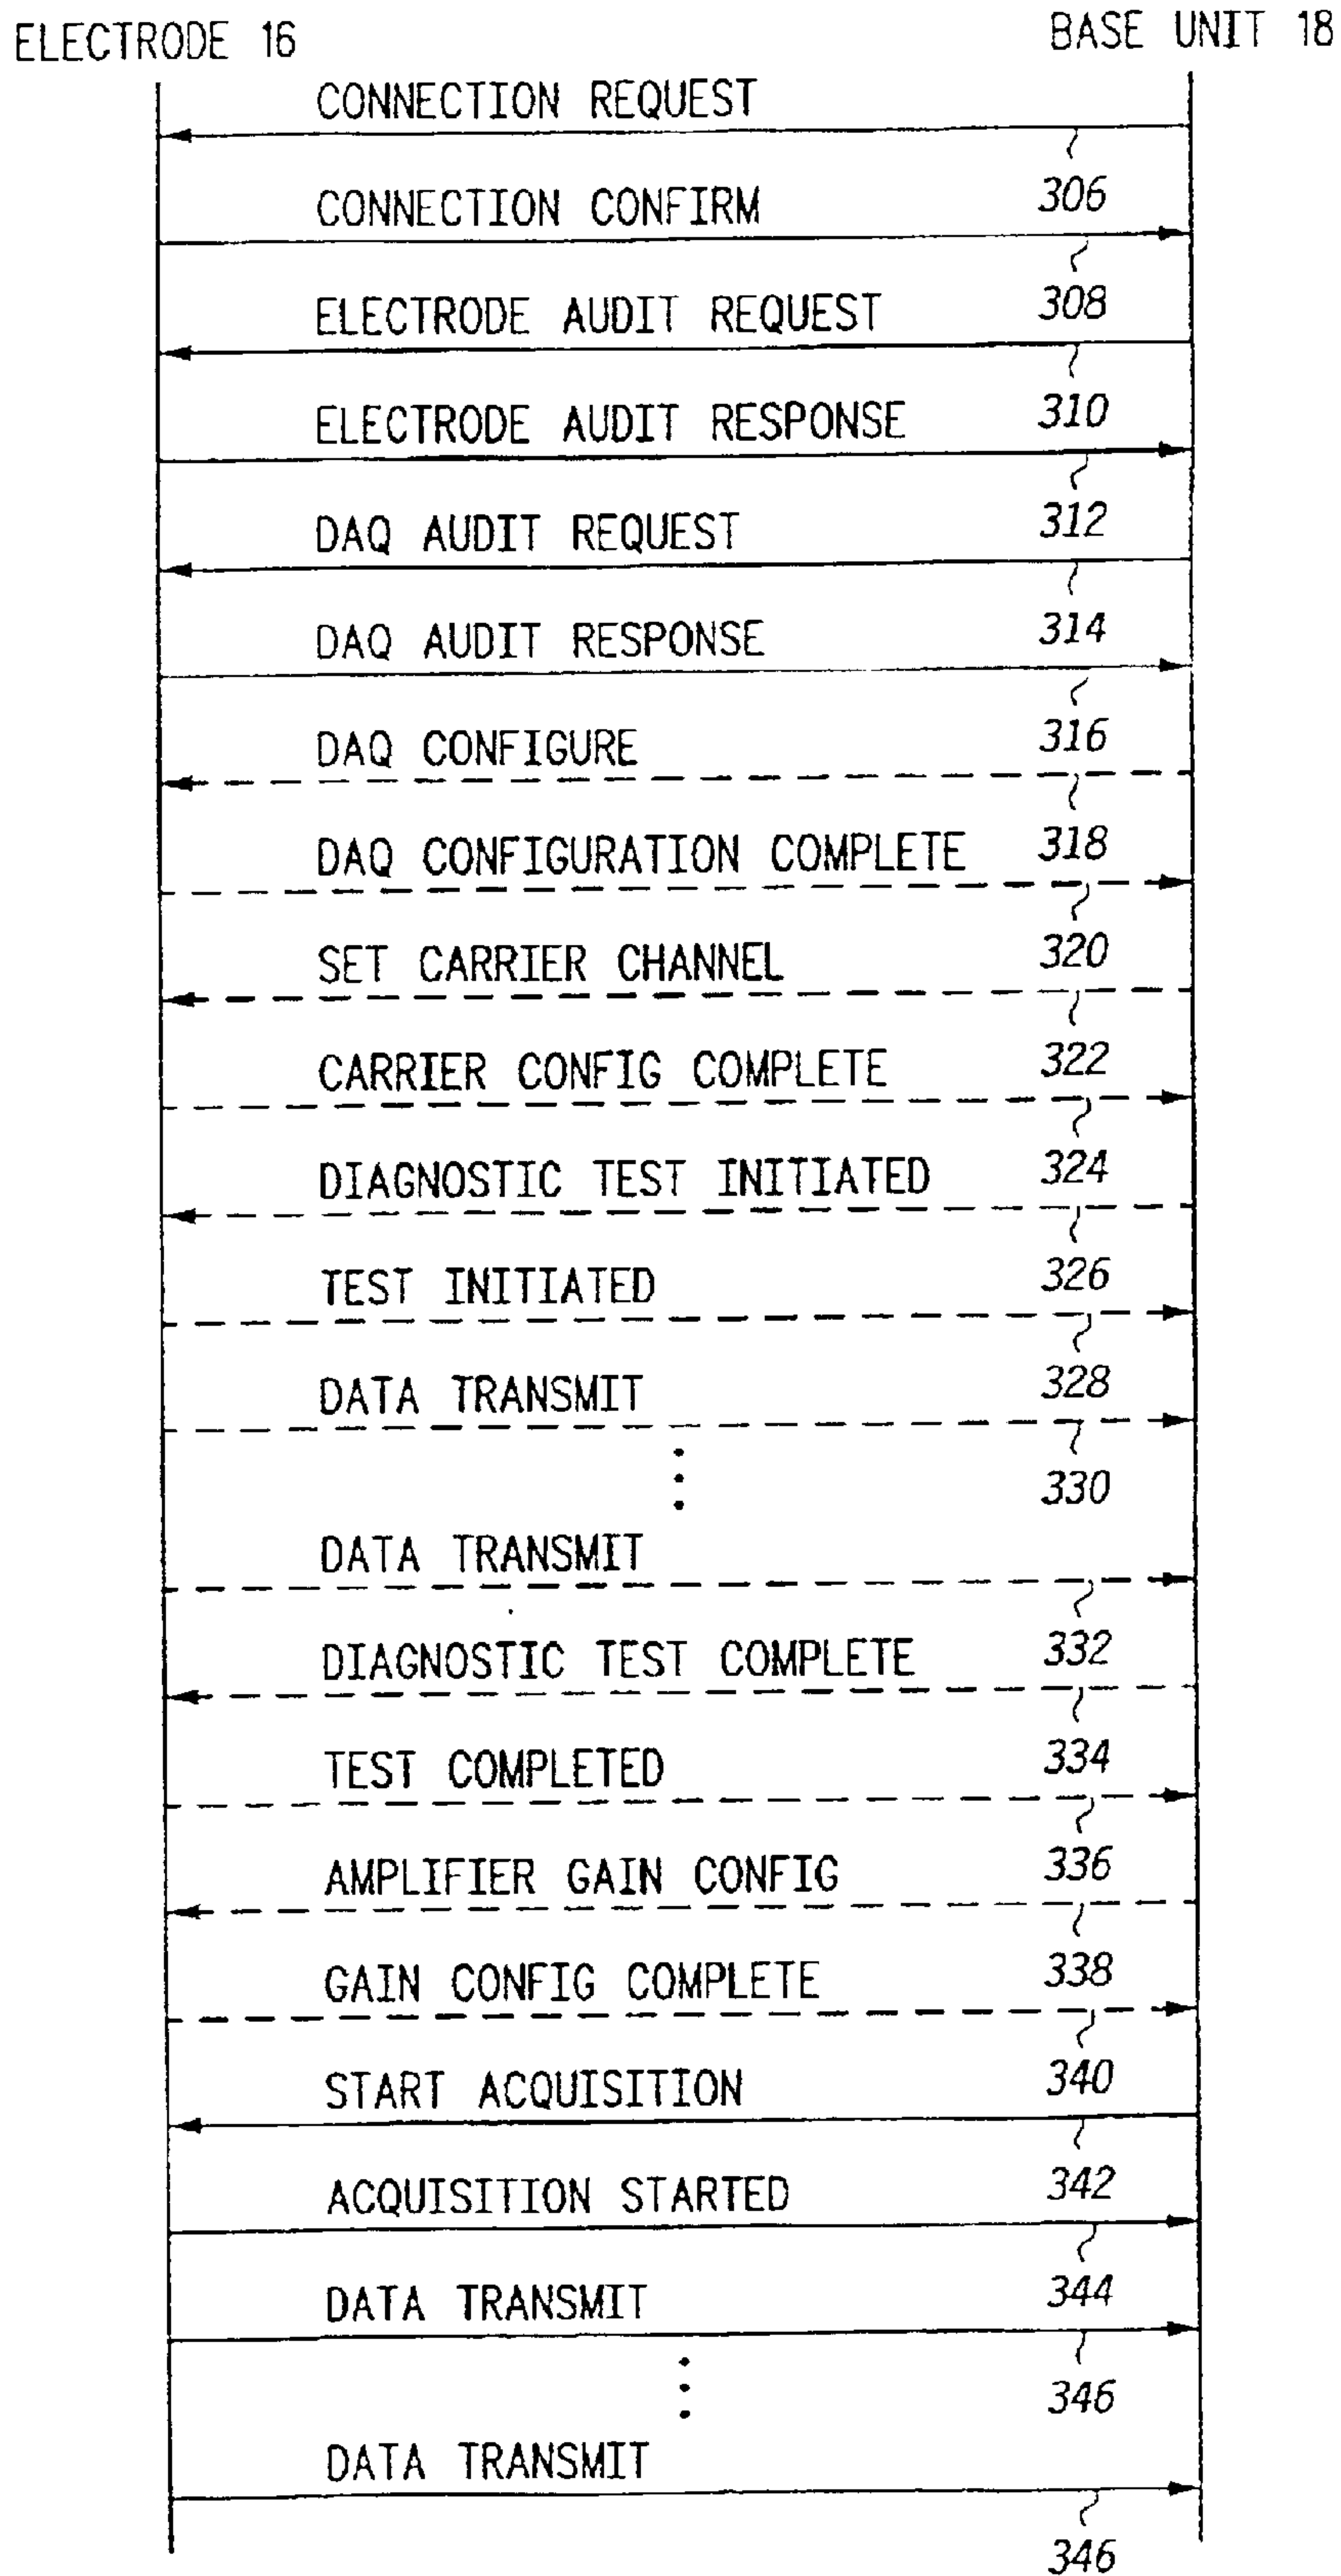 ELECTRODE 16
BASE UNIT 18
CONNECTION REQUEST
306
CONNECTION CONFIRM
308
ELECTRODE AUDIT REQUEST
310
ELECTRODE AUDIT RESPONSE
312
DAQ AUDIT REQUEST
314
DAQ AUDIT RESPONSE
316
DAQ CONFIGURE
318
DAQ CONFIGURATION COMPLETE
320
SET CARRIER CHANNEL
322
CARRIER CONFIG COMPLETE
324
DIAGNOSTIC TEST INITIATED
326
TEST INITIATED
328
DATA TRANSMIT
330
DATA TRANSMIT
332
DIAGNOSTIC TEST COMPLETE
334
TEST COMPLETED
336
AMPLIFIER GAIN CONFIG
338
GAIN CONFIG COMPLETE
340
START ACQUISITION
342
ACQUISITION STARTED
344
DATA TRANSMIT
346
DATA TRANSMIT
346